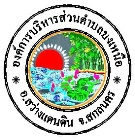 องค์การบริหารส่วนตำบลบงเหนือ
อ.สว่างแดนดิน จ.สกลนคร